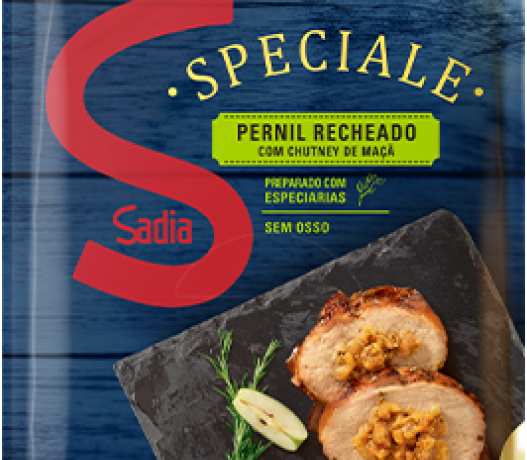 · SPECIALE ·
PERNIL RECHEADO
COM CHUTNEY DE MAÇÃ
PREPARADO COM
ESPECIARIAS
Sadia
SEM OSSO